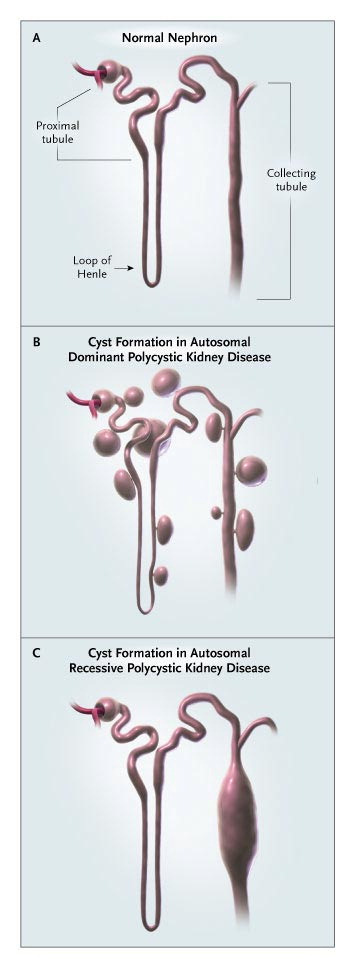 A
Normal Nephron
Proximal
tubule
Collecting
tubule
Loop of
Henle
B
Cyst Formation in Autosomal
Dominant Polycystic Kidney Disease
C
Cyst Formation in Autosomal
Recessive Polycystic Kidney Disease